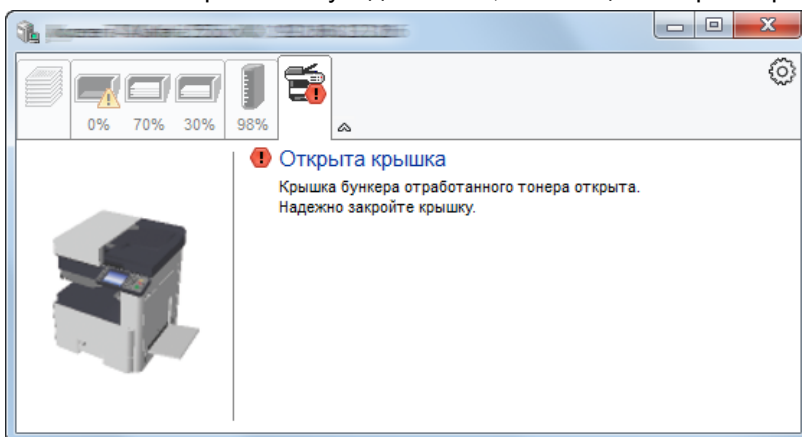 0% 70% 30% 98%
Открыта крышка
Крышка бункера отработанного тонера открыта.
Надежно закройте крышку.